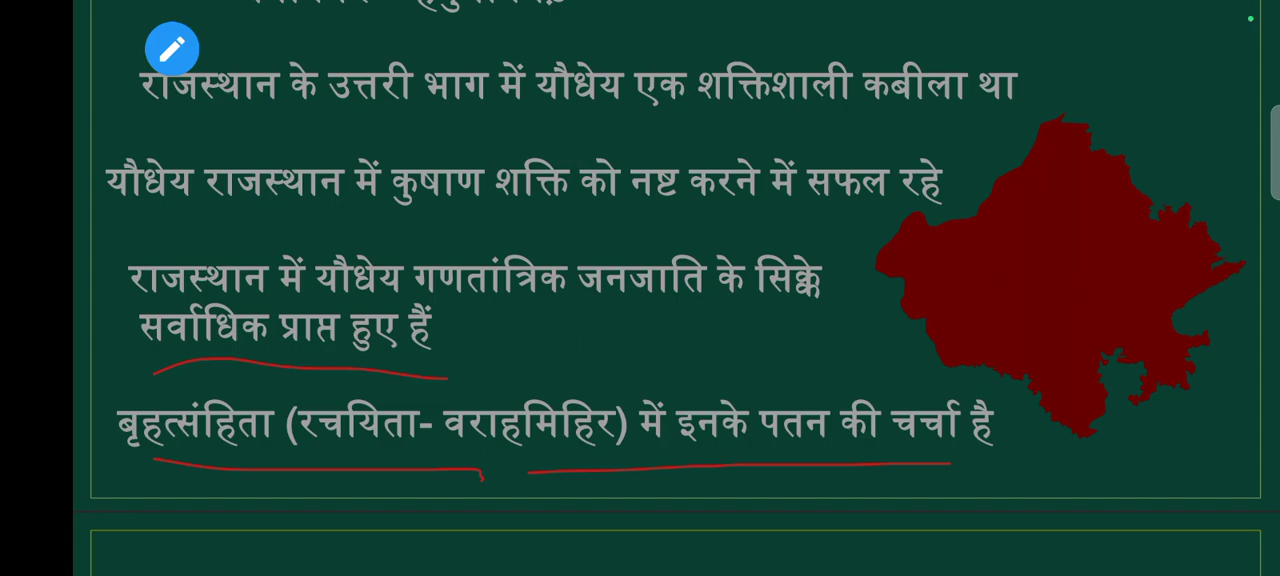 राजस्थान के उत्तरी भाग में यौधेय एक शक्तिशाली कबीला था
यौधेय राजस्थान में कुषाण शक्ति को नष्ट करने में सफल रहे
राजस्थान में यौधेय गणतांत्रिक जनजाति के सिक्के
सर्वाधिक प्राप्त हुए हैं
बृहत्संहिता (रचयिता- वराहमिहिर) में इनके पतन की चर्चा है